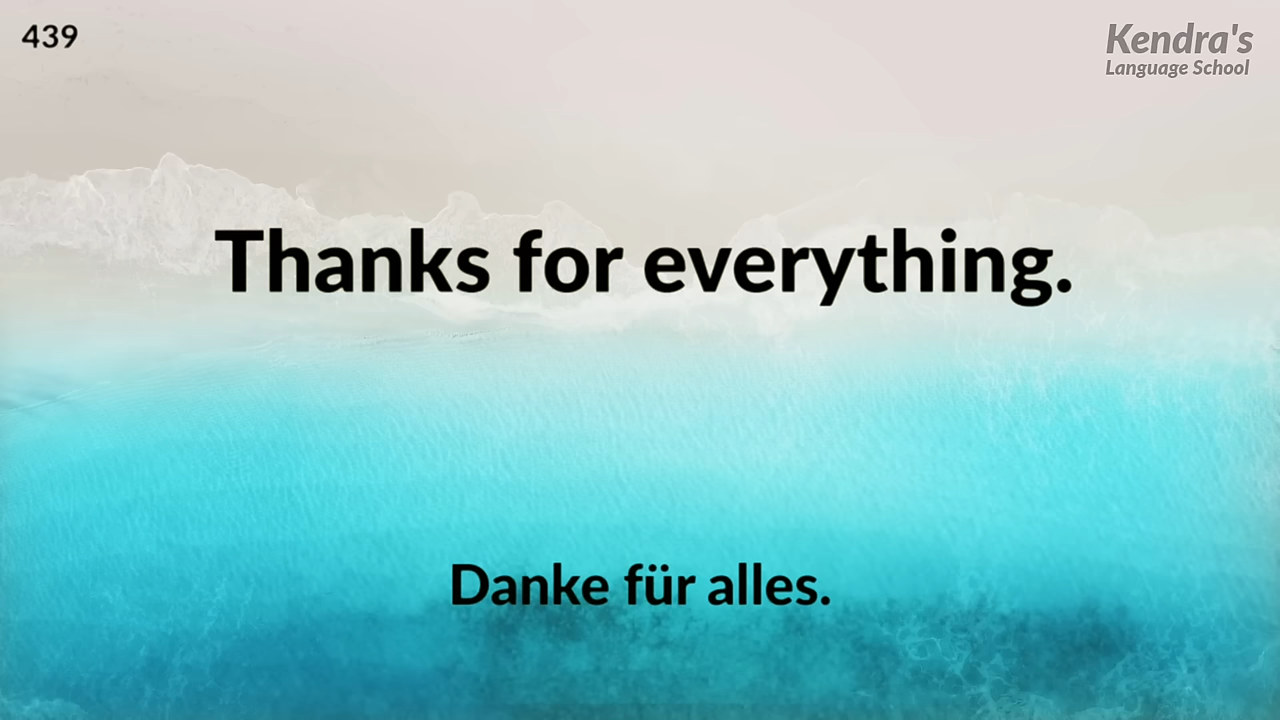 439
Kendra's
Language School
Thanks for everything.
Danke für alles.